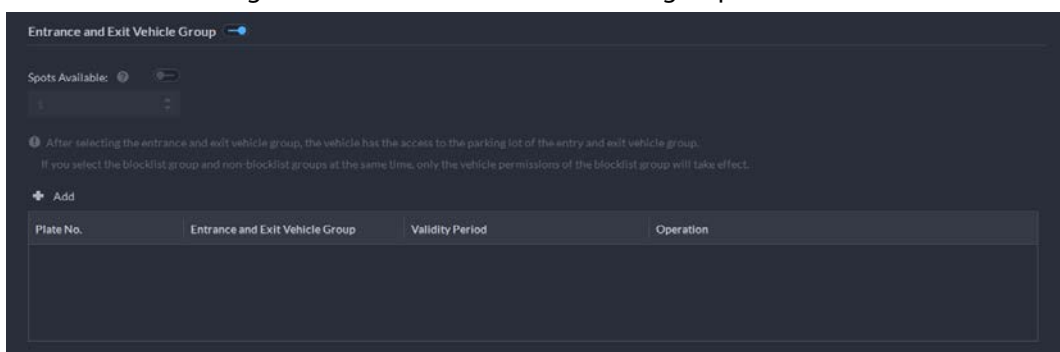 Entrance and Exit Vehicle Group
Spots Available:
1
After selecting the entrance and exit vehicle group, the vehicle has the access to the parking lot of the entry and exit vehicle group.
If you select the blocklist group and non-blocklist groups at the same time, only the vehicle permissions of the blocklist group will take effect.
Add
Plate No. Entrance and Exit Vehicle Group Validity Period Operation